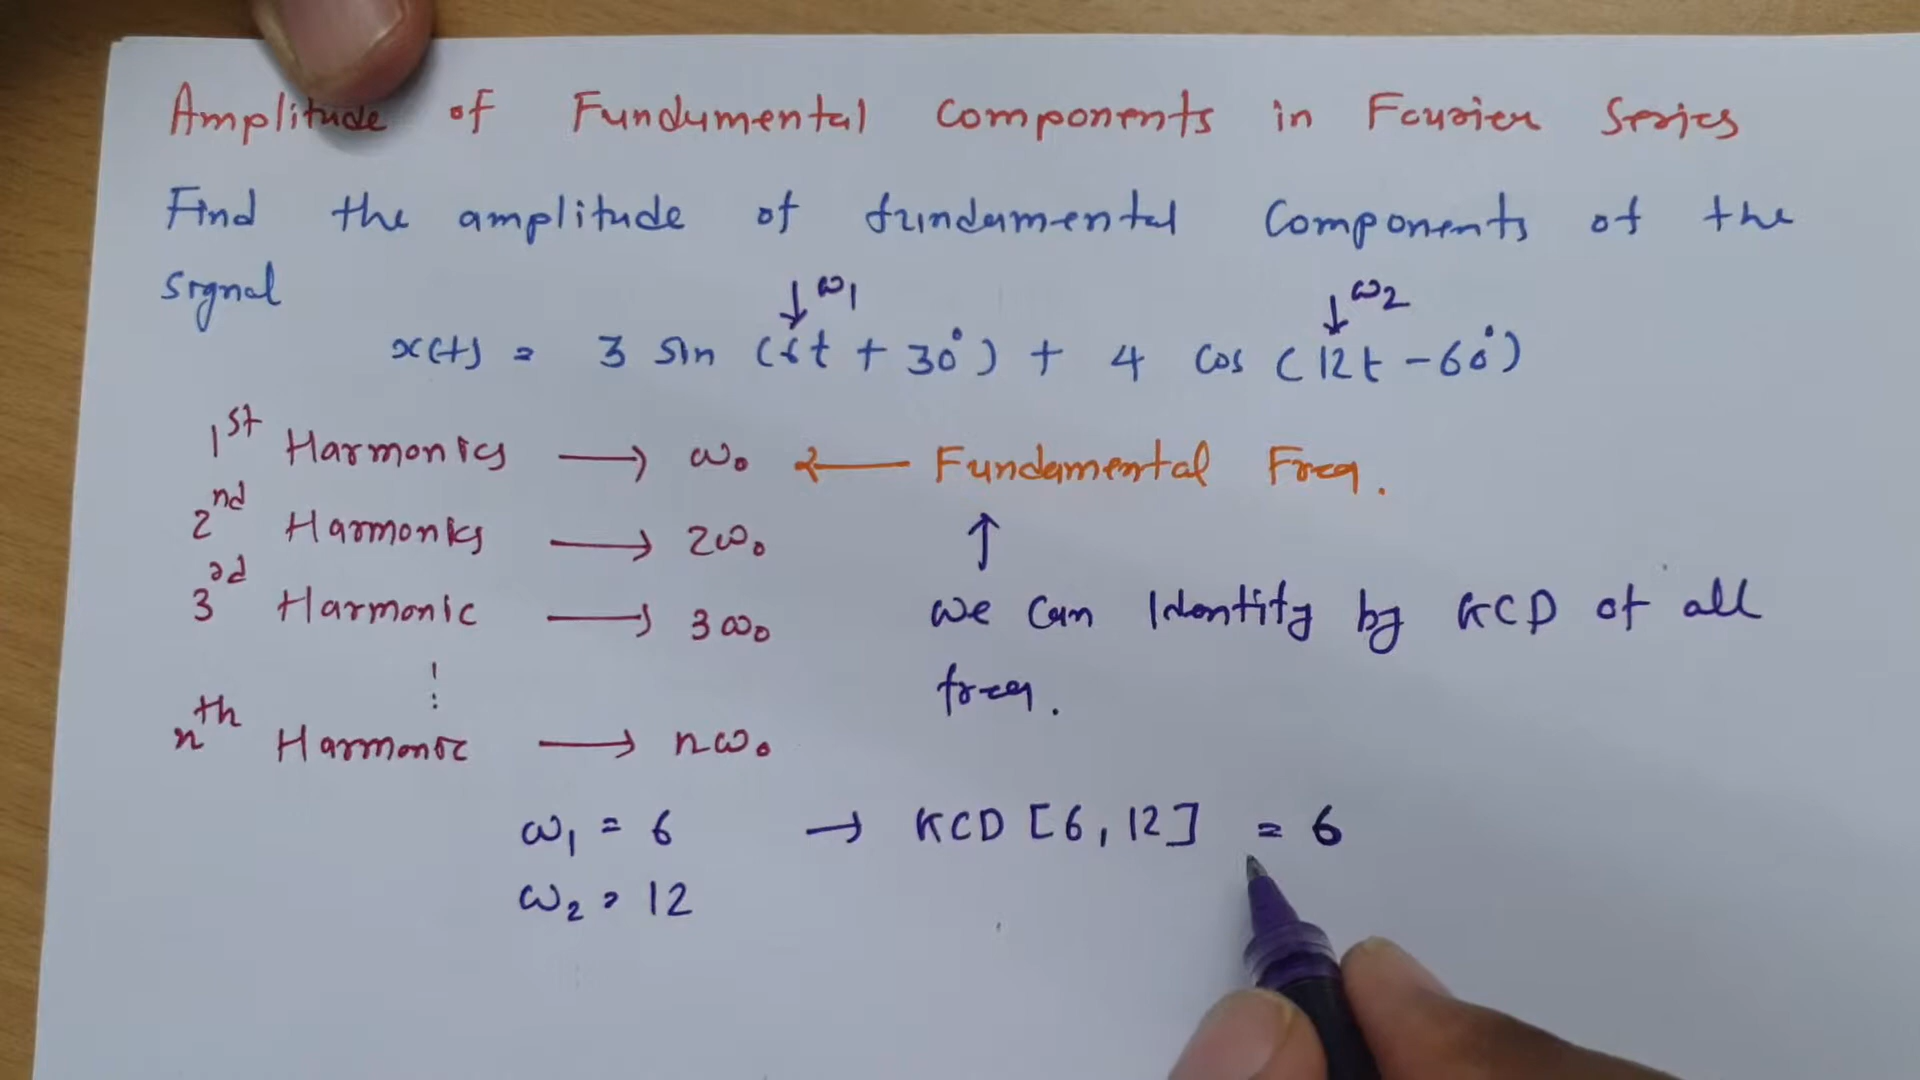 Amplitude of Fundumental Components in Fourier Series
Find the amplitude of fundumental Components of the
signal
↓ω1 ↓ω2
x(t) = 3 sin (6t + 30°) + 4 cos (12t - 60°)
1st Harmonics → ω0 ← Fundamental Freq.
2nd Harmonics → 2ω0 ↑
3rd Harmonic → 3ω0 We Can Identify by GCD of all
freq.
⋮
nth Harmonic → nω0
ω1 = 6 → GCD [6, 12] = 6
ω2 = 12